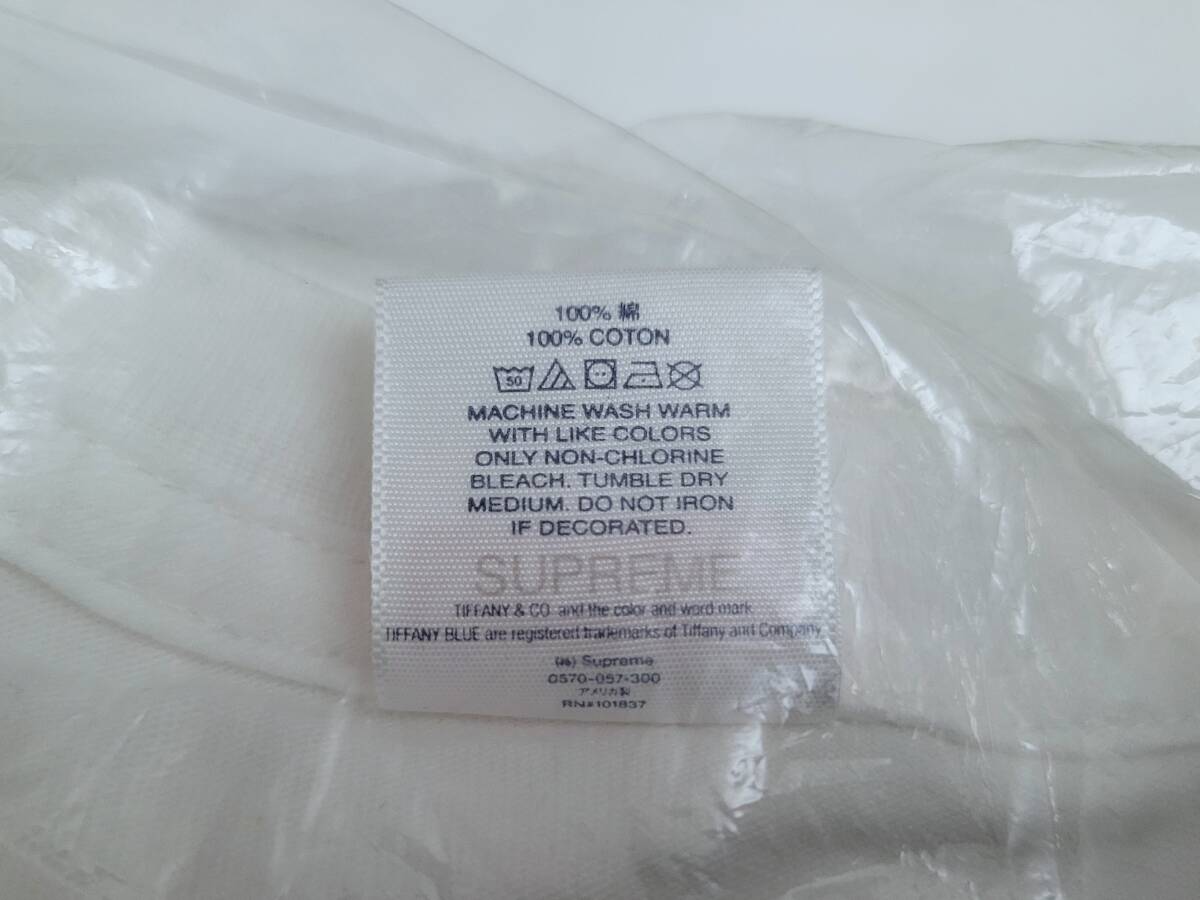 100% 綿
100% COTON
50
MACHINE WASH WARM
WITH LIKE COLORS
ONLY NON-CHLORINE
BLEACH. TUMBLE DRY
MEDIUM. DO NOT IRON
IF DECORATED.
SUPREME
TIFFANY & CO and the color and word mark
TIFFANY BLUE are registered trademarks of Tiffany and Company
(株) Supreme
0570-057-300
アメリカ製
RN#101837